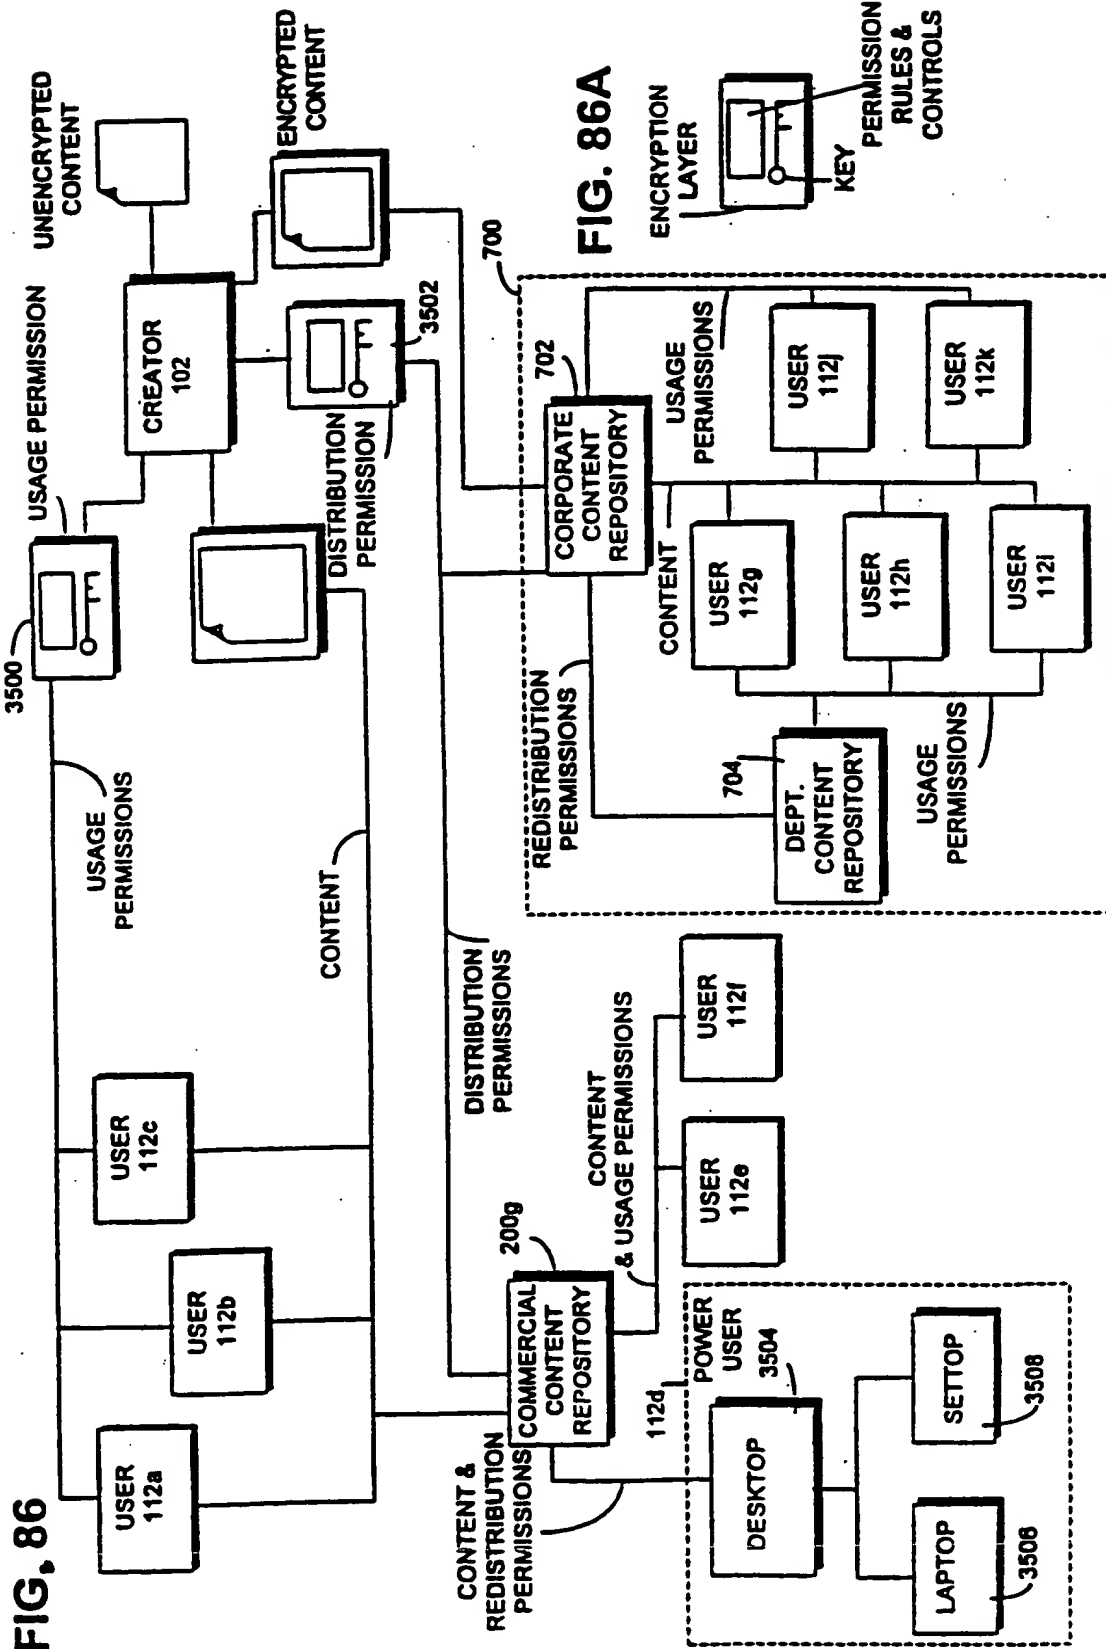 FIG. 86
USER
112a
USER
112b
USER
112c
USAGE
PERMISSIONS
3500
USAGE PERMISSION
CREATOR
102
UNENCRYPTED
CONTENT
ENCRYPTED
CONTENT
CONTENT
DISTRIBUTION
PERMISSION
3502
DISTRIBUTION
PERMISSIONS
CONTENT &
REDISTRIBUTION
PERMISSIONS
COMMERCIAL
CONTENT
REPOSITORY
200g
CONTENT
& USAGE PERMISSIONS
USER
112e
USER
112f
112d
POWER
USER
3504
DESKTOP
LAPTOP
3506
SETTOP
3508
700
CORPORATE
CONTENT
REPOSITORY
702
REDISTRIBUTION
PERMISSIONS
CONTENT
USAGE
PERMISSIONS
704
DEPT.
CONTENT
REPOSITORY
USER
112g
USER
112h
USER
112i
USER
112j
USER
112k
USAGE
PERMISSIONS
FIG. 86A
ENCRYPTION
LAYER
KEY
PERMISSION
RULES &
CONTROLS